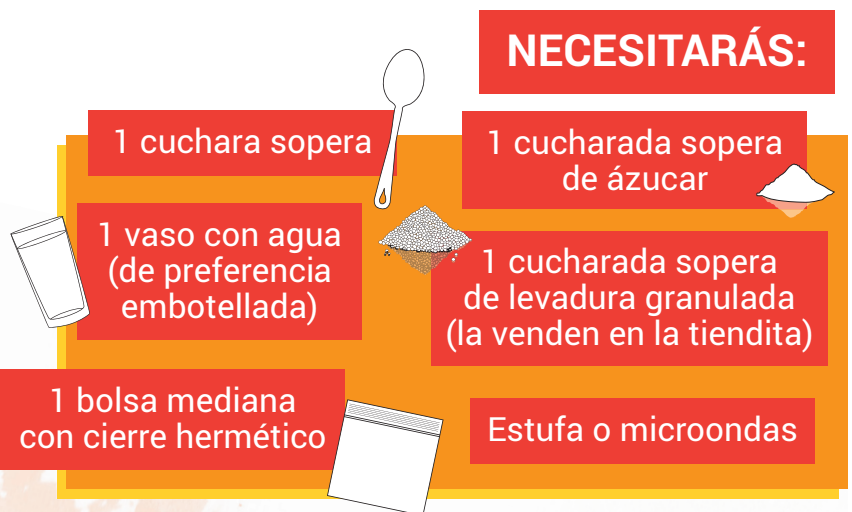 NECESITARÁS:
1 cuchara sopera
1 cucharada sopera
de ázucar
1 vaso con agua
(de preferencia
embotellada)
1 cucharada sopera
de levadura granulada
(la venden en la tiendita)
1 bolsa mediana
con cierre hermético
Estufa o microondas